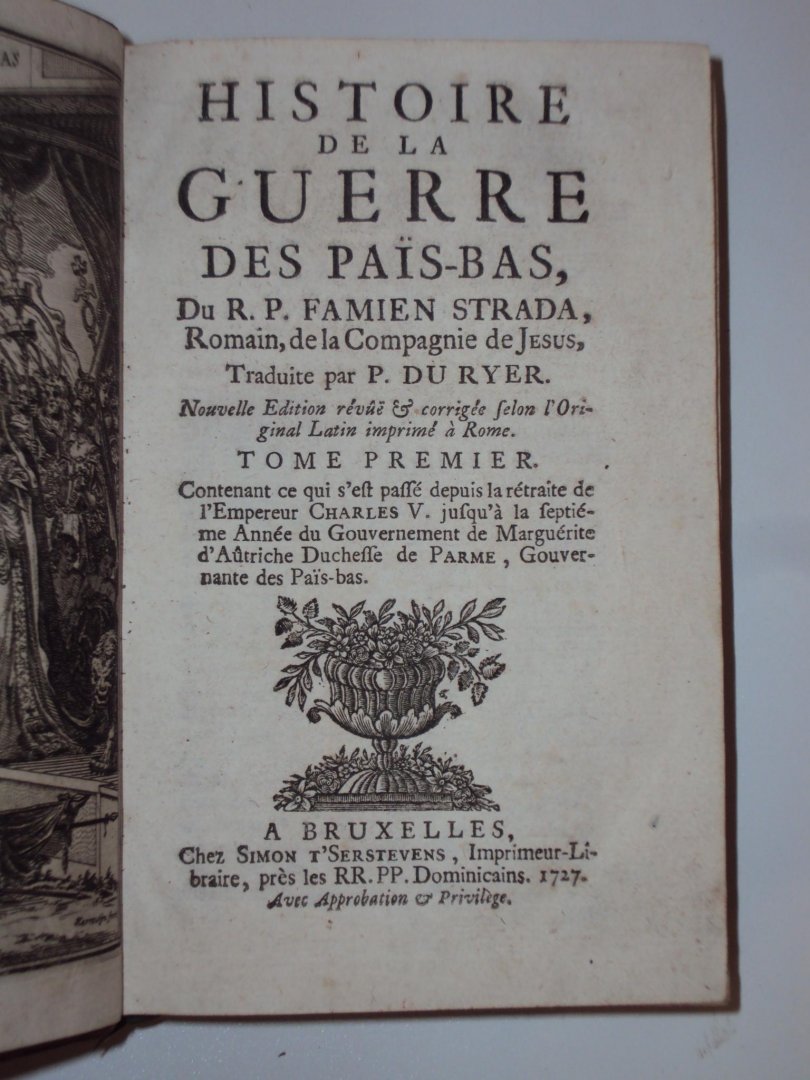 AS
HISTOIRE
DE LA
GUERRE
DES PAÏS-BAS,
Du R. P. FAMIEN STRADA,
Romain, de la Compagnie de JESUS,
Traduite par P. DU RYER.
Nouvelle Edition révûë & corrigée ſelon l'Ori-
ginal Latin imprimé à Rome.
TOME PREMIER.
Contenant ce qui s'eſt paſſé depuis la rétraite de
l'Empereur CHARLES V. juſqu'à la ſeptié-
me Année du Gouvernement de Marguérite
d'Aûtriche Ducheſſe de PARME, Gouver-
nante des Païs-bas.
A BRUXELLES,
Chez SIMON T'SERSTEVENS, Imprimeur-Li-
braire, près les RR. PP. Dominicains. 1727.
Avec Approbation & Privilège.